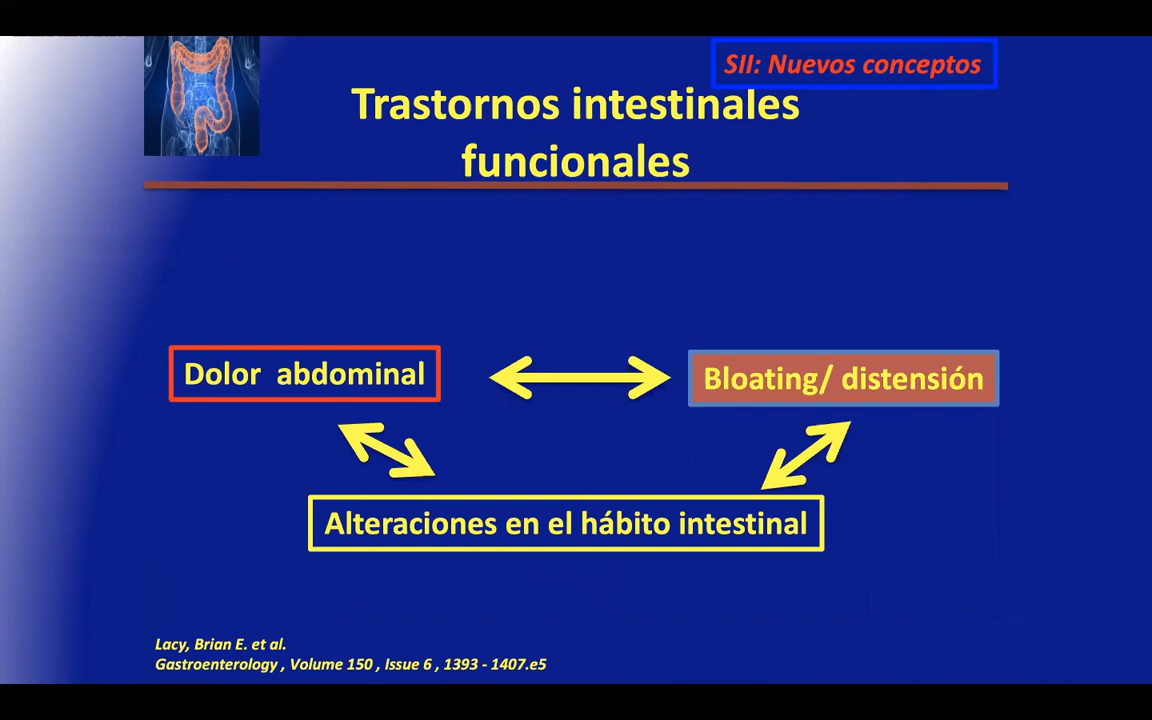 SII: Nuevos conceptos
Trastornos intestinales
funcionales
Dolor abdominal
Bloating/ distensión
Alteraciones en el hábito intestinal
Lacy, Brian E. et al.
Gastroenterology , Volume 150 , Issue 6 , 1393 - 1407.e5